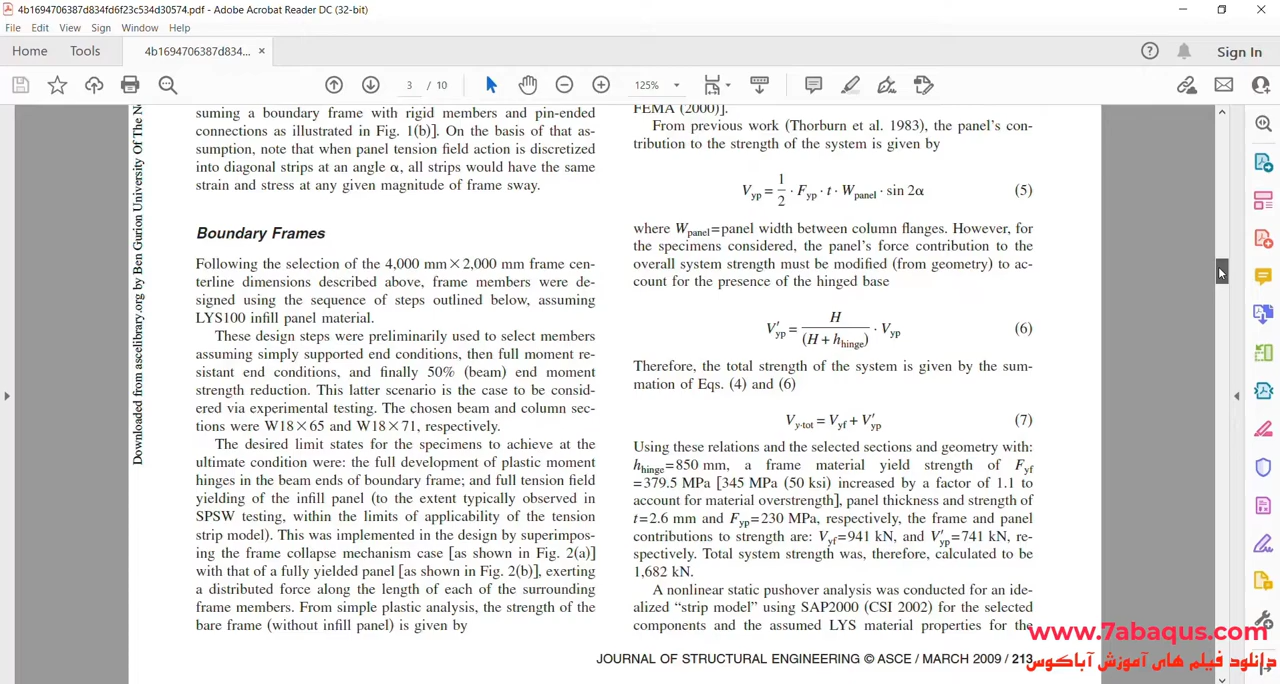 4b1694706387d834fd6f23c534d30574.pdf - Adobe Acrobat Reader DC (32-bit)
File Edit View Sign Window Help
Home Tools 4b1694706387d834... × Sign In
3 / 10 125%
Downloaded from ascelibrary.org by Ben Gurion University Of The N
suming a boundary frame with rigid members and pin-ended
connections as illustrated in Fig. 1(b)]. On the basis of that as-
sumption, note that when panel tension field action is discretized
into diagonal strips at an angle α, all strips would have the same
strain and stress at any given magnitude of frame sway.
Boundary Frames
Following the selection of the 4,000 mm×2,000 mm frame cen-
terline dimensions described above, frame members were de-
signed using the sequence of steps outlined below, assuming
LYS100 infill panel material.
These design steps were preliminarily used to select members
assuming simply supported end conditions, then full moment re-
sistant end conditions, and finally 50% (beam) end moment
strength reduction. This latter scenario is the case to be consid-
ered via experimental testing. The chosen beam and column sec-
tions were W18×65 and W18×71, respectively.
The desired limit states for the specimens to achieve at the
ultimate condition were: the full development of plastic moment
hinges in the beam ends of boundary frame; and full tension field
yielding of the infill panel (to the extent typically observed in
SPSW testing, within the limits of applicability of the tension
strip model). This was implemented in the design by superimpos-
ing the frame collapse mechanism case [as shown in Fig. 2(a)]
with that of a fully yielded panel [as shown in Fig. 2(b)], exerting
a distributed force along the length of each of the surrounding
frame members. From simple plastic analysis, the strength of the
bare frame (without infill panel) is given by
FEMA (2000)].
From previous work (Thorburn et al. 1983), the panel's con-
tribution to the strength of the system is given by
Vyp = 1/2 · Fyp · t · Wpanel · sin 2α (5)
where Wpanel=panel width between column flanges. However, for
the specimens considered, the panel's force contribution to the
overall system strength must be modified (from geometry) to ac-
count for the presence of the hinged base
V′yp = H/(H + hhinge) · Vyp (6)
Therefore, the total strength of the system is given by the sum-
mation of Eqs. (4) and (6)
Vy-tot = Vyf + V′yp (7)
Using these relations and the selected sections and geometry with:
hhinge=850 mm, a frame material yield strength of Fyf
=379.5 MPa [345 MPa (50 ksi) increased by a factor of 1.1 to
account for material overstrength], panel thickness and strength of
t=2.6 mm and Fyp=230 MPa, respectively, the frame and panel
contributions to strength are: Vyf=941 kN, and V′yp=741 kN, re-
spectively. Total system strength was, therefore, calculated to be
1,682 kN.
A nonlinear static pushover analysis was conducted for an ide-
alized “strip model” using SAP2000 (CSI 2002) for the selected
components and the assumed LYS material properties for the
JOURNAL OF STRUCTURAL ENGINEERING © ASCE / MARCH 2009 / 213
www.7abaqus.com
دانلود فیلم های آموزش آباکوس